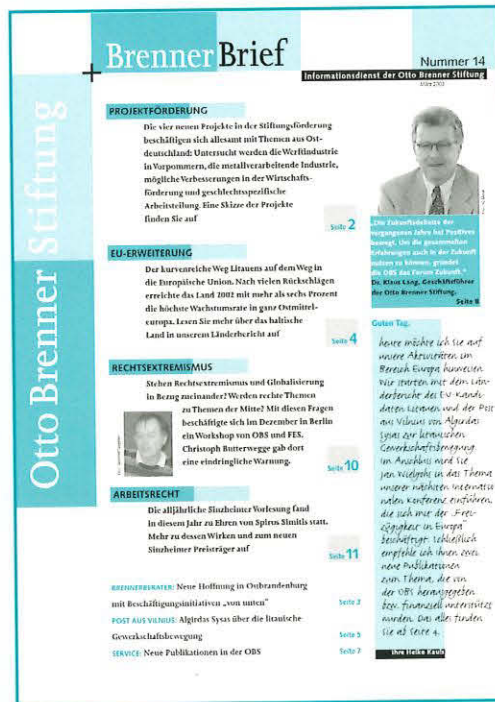 Otto Brenner Stiftung
Brenner Brief
Nummer 14
Informationsdienst der Otto Brenner Stiftung
März 2003
PROJEKTFÖRDERUNG
Die vier neuen Projekte in der Stiftungsförderung
beschäftigen sich allesamt mit Themen aus Ost-
deutschland: Untersucht werden die Werftindustrie
in Vorpommern, die metallverarbeitende Industrie,
mögliche Verbesserungen in der Wirtschafts-
förderung und geschlechtsspezifische
Arbeitsteilung. Eine Skizze der Projekte
finden Sie auf
Seite 2
EU-ERWEITERUNG
Der kurvenreiche Weg Litauens auf dem Weg in
die Europäische Union. Nach vielen Rückschlägen
erreichte das Land 2002 mit mehr als sechs Prozent
die höchste Wachstumsrate in ganz Ostmittel-
europa. Lesen Sie mehr über das baltische
Land in unserem Länderbericht auf
Seite 4
RECHTSEXTREMISMUS
Stehen Rechtsextremismus und Globalisierung
in Bezug zueinander? Werden rechte Themen
zu Themen der Mitte? Mit diesen Fragen
beschäftigte sich im Dezember in Berlin
ein Workshop von OBS und FES.
Christoph Butterwegge gab dort
eine eindringliche Warnung.
Seite 10
ARBEITSRECHT
Die alljährliche Sinzheimer Vorlesung fand
in diesem Jahr zu Ehren von Spiros Simitis statt.
Mehr zu dessen Wirken und zum neuen
Sinzheimer Preisträger auf
Seite 11
BRENNERBERATER: Neue Hoffnung in Ostbrandenburg
mit Beschäftigungsinitiativen „von unten“
Seite 3
POST AUS VILNIUS: Algirdas Sysas über die litauische
Gewerkschaftsbewegung
Seite 5
SERVICE: Neue Publikationen in der OBS
Seite 7
„Die Zukunftsdebatte der
vergangenen Jahre hat Positives
bewegt. Um die gesammelten
Erfahrungen auch in der Zukunft
nutzen zu können, gründet
die OBS das Forum Zukunft.“
Dr. Klaus Lang, Geschäftsführer
der Otto Brenner Stiftung.
Seite 8
Guten Tag,
heute möchte ich Sie auf
unsere Aktivitäten im
Bereich Europa hinweisen.
Wir starten mit dem Län-
derbericht des EU-Kandi-
daten Litauen und der Post
aus Vilnius von Algirdas
Sysas zur litauischen
Gewerkschaftsbewegung.
Im Anschluss wird Sie
Jan Wielgohs in das Thema
unserer nächsten internatio-
nalen Konferenz einführen,
die sich mit der „Frei-
zügigkeit in Europa“
beschäftigt. Schließlich
empfehle ich Ihnen zwei
neue Publikationen
zum Thema, die von
der OBS herausgegeben
bzw. finanziell unterstützt
wurden. Das alles finden
Sie ab Seite 4.
Ihre Heike Kauls